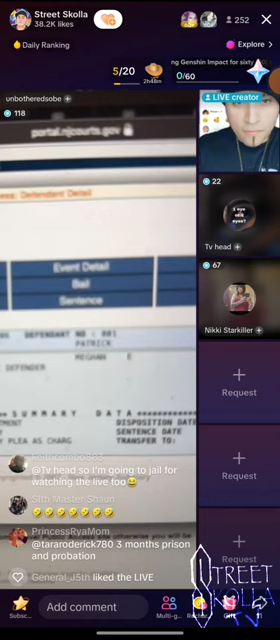 Street Skolla
38.2K likes
252
Daily Ranking
Explore
5/20
2h48m
ng Genshin Impact for sixty
0/60
unbotheredsobe +
118
portal.njcourts.gov
Defendant Detail
Event Detail
Bail
Sentence
DEFENDANT NO : 001
PATRICK
MEGHAN E
DEFENDER
SUMMARY DATA
DISPOSITION DATE
SENTENCE DATE
PLEA AS CHARG
TRANSFER TO:
LIVE creator
22
Tv head +
67
Nikki Starkiller +
Request
Request
Request
@Tv head so I'm going to jail for
watching the live too😂
Sith Master Shaun
PrincessRyaMom
@tararoderick780 3 months prison
and probation
General_J5th liked the LIVE
STREET
SKOLLA
TV
Subsc...
Add comment
Multi-g...
Gift
11